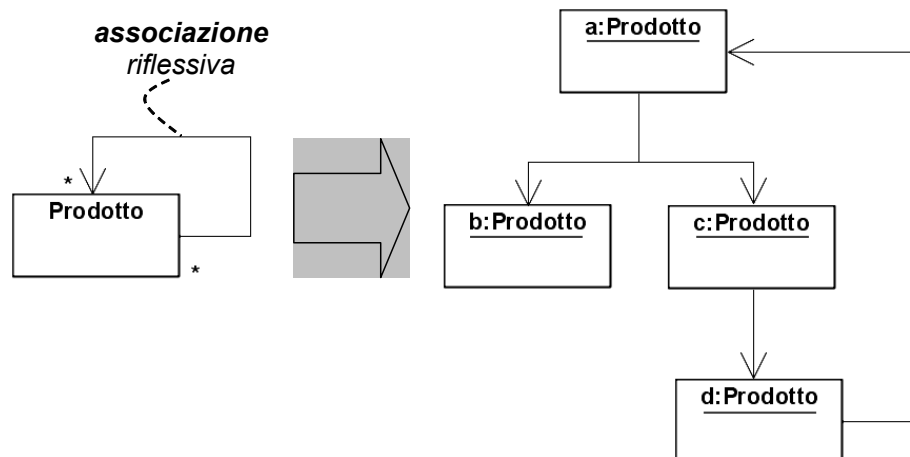 associazione
riflessiva
*
Prodotto
*
a:Prodotto
b:Prodotto
c:Prodotto
d:Prodotto